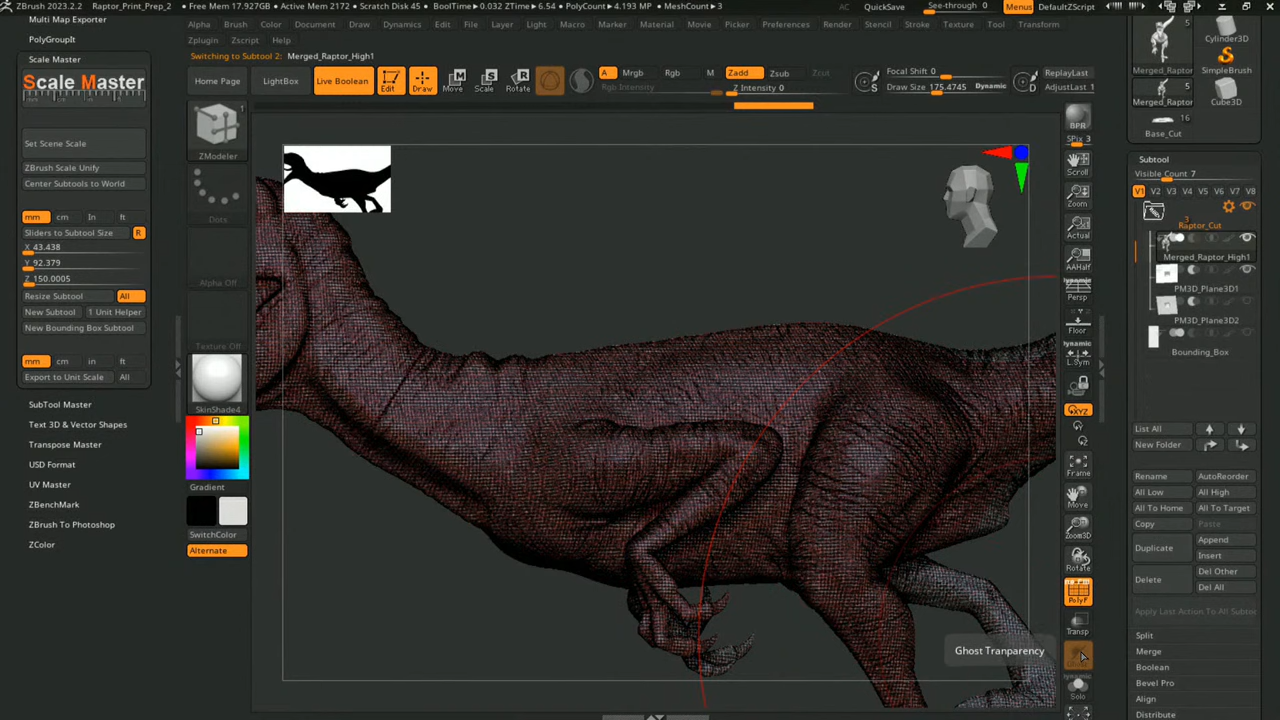 ZBrush 2023.2.2 Raptor_Print_Prep_2 • Free Mem 17.927GB • Active Mem 2172 • Scratch Disk 45 • BoolTime▸0.032 ZTime▸6.54 • PolyCount▸4.193 MP • MeshCount▸3 AC QuickSave See-through 0 Menus DefaultZScript
Raptor_Print_Prep_2
Multi Map Exporter
Alpha Brush Color Document Draw Dynamics Edit File Layer Light Macro Marker Material Movie Picker Preferences Render Stencil Stroke Texture Tool Transform
Zplugin Zscript Help
PolyGroupIt
Scale Master
Switching to Subtool 2: Merged_Raptor_High1
Scale Master
Home Page LightBox Live Boolean Edit Draw Move Scale Rotate
A Mrgb Rgb M Zadd Zsub Zcut
Rgb Intensity Z Intensity 0
Focal Shift 0
Draw Size 175.4745 Dynamic
ReplayLast
AdjustLast 1
S D
Set Scene Scale
ZBrush Scale Unify
Center Subtools to World
mm cm In ft
Sliders to Subtool Size R
X 43.438
Y 92.379
Z 150.0005
Resize Subtool All
New Subtool 1 Unit Helper
New Bounding Box Subtool
mm cm in ft
Export to Unit Scale All
SubTool Master
Text 3D & Vector Shapes
Transpose Master
USD Format
UV Master
ZBenchMark
ZBrush To Photoshop
ZColor
1
ZModeler
Dots
Alpha Off
Texture Off
SkinShade4
Gradient
SwitchColor
Alternate
BPR
SPix 3
Scroll
Zoom
Actual
AAHalf
Persp
Floor
Dynamic
L.Sym
XYZ
Frame
Move
Zoom3D
Rotate
PolyF
Transp
Ghost Tranparency
Dynamic
Solo
5
Cylinder3D
Merged_Raptor SimpleBrush
5
Merged_Raptor Cube3D
16
Base_Cut
Subtool
Visible Count 7
V1 V2 V3 V4 V5 V6 V7 V8
3
Raptor_Cut
Merged_Raptor_High1
PM3D_Plane3D1
PM3D_Plane3D2
Bounding_Box
List All
New Folder
Rename AutoReorder
All Low All High
All To Home All To Target
Copy Paste
Duplicate Append
Insert
Delete Del Other
Del All
Apply Last Action To All Subtoo
Split
Merge
Boolean
Bevel Pro
Align
Distribute